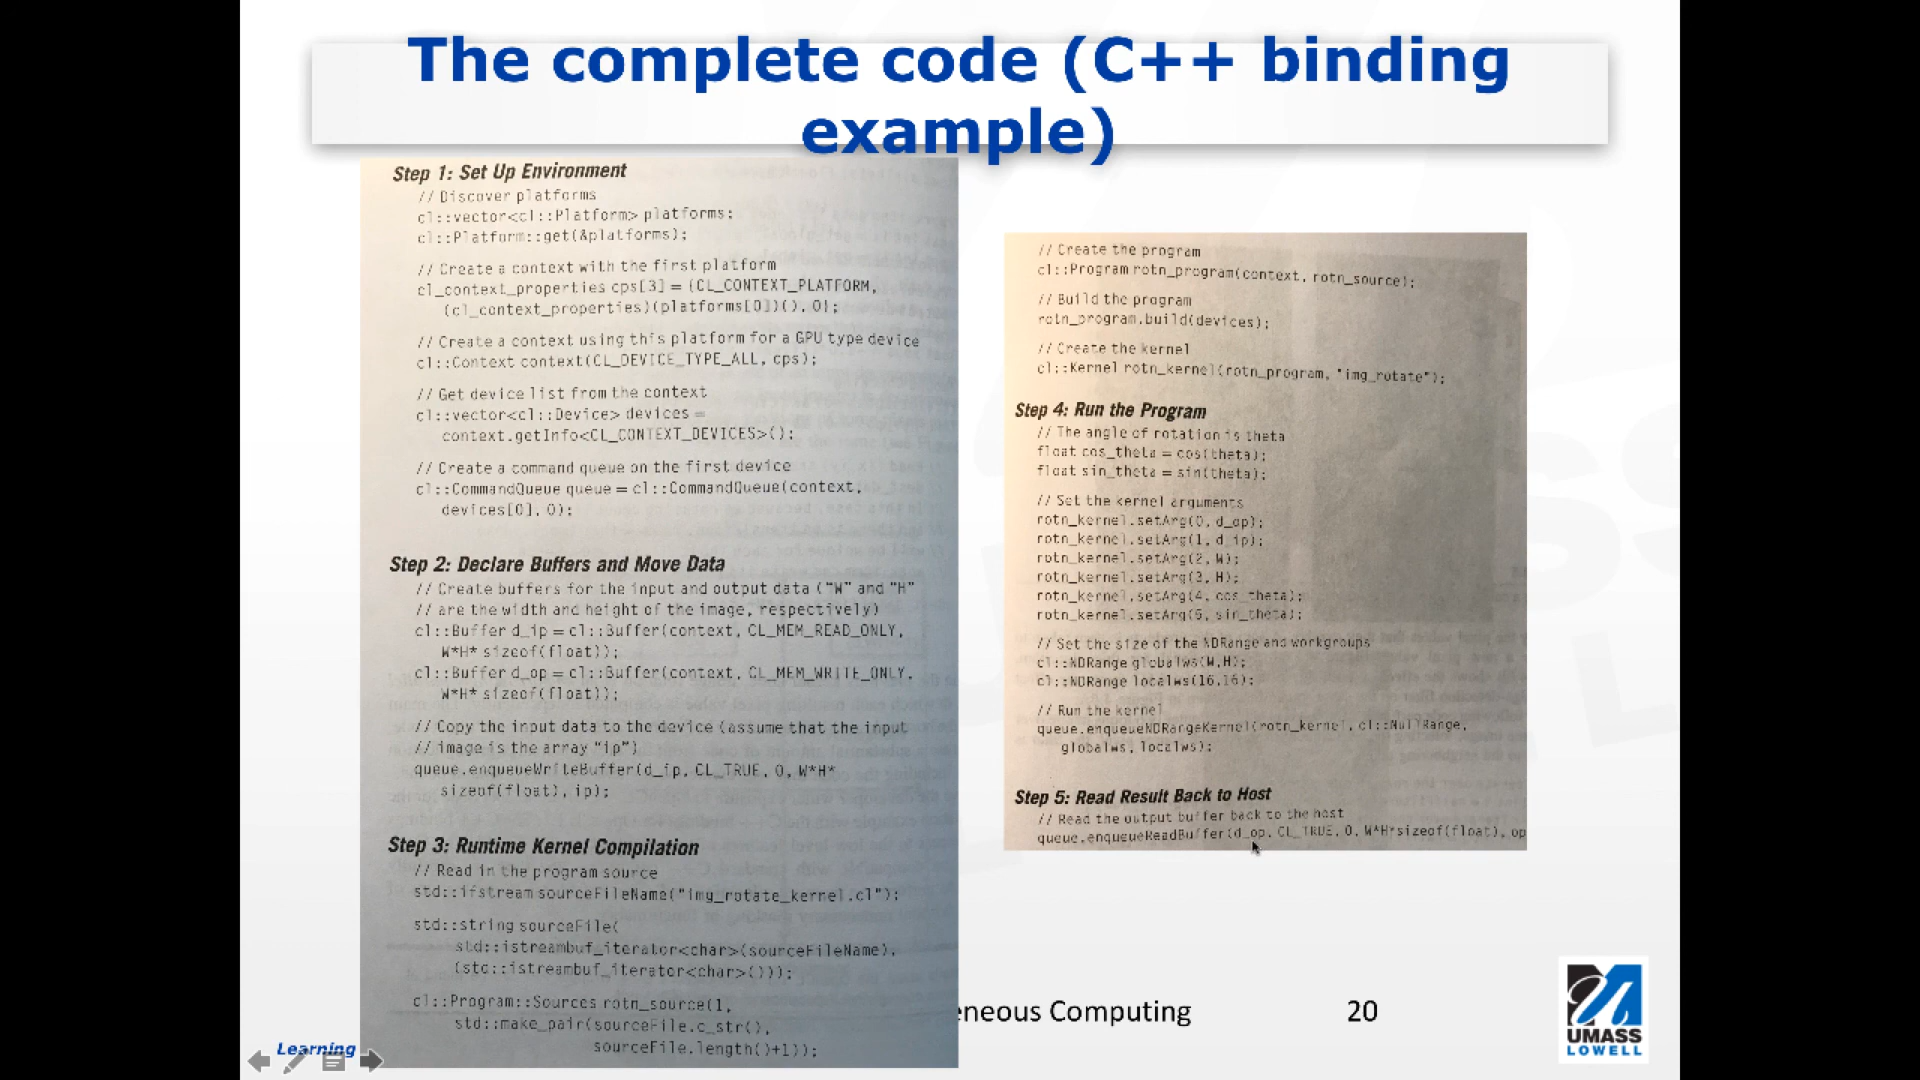 The complete code (C++ binding
example)
Step 1: Set Up Environment
// Discover platforms
cl::vector<cl::Platform> platforms;
cl::Platform::get(&platforms);
// Create a context with the first platform
cl_context_properties cps[3] = {CL_CONTEXT_PLATFORM,
(cl_context_properties)(platforms[0])(), 0};
// Create a context using this platform for a GPU type device
cl::Context context(CL_DEVICE_TYPE_ALL, cps);
// Get device list from the context
cl::vector<cl::Device> devices =
context.getInfo<CL_CONTEXT_DEVICES>();
// Create a command queue on the first device
cl::CommandQueue queue = cl::CommandQueue(context,
devices[0], 0);
Step 2: Declare Buffers and Move Data
// Create buffers for the input and output data ("W" and "H"
// are the width and height of the image, respectively)
cl::Buffer d_ip = cl::Buffer(context, CL_MEM_READ_ONLY,
W*H* sizeof(float));
cl::Buffer d_op = cl::Buffer(context, CL_MEM_WRITE_ONLY,
W*H* sizeof(float));
// Copy the input data to the device (assume that the input
// image is the array "ip")
queue.enqueueWriteBuffer(d_ip, CL_TRUE, 0, W*H*
sizeof(float), ip);
Step 3: Runtime Kernel Compilation
// Read in the program source
std::ifstream sourceFileName("img_rotate_kernel.cl");
std::string sourceFile(
std::istreambuf_iterator<char>(sourceFileName),
(std::istreambuf_iterator<char>()));
cl::Program::Sources rotn_source(1,
std::make_pair(sourceFile.c_str(),
sourceFile.length()+1));
// Create the program
cl::Program rotn_program(context, rotn_source);
// Build the program
rotn_program.build(devices);
// Create the kernel
cl::Kernel rotn_kernel(rotn_program, "img_rotate");
Step 4: Run the Program
// The angle of rotation is theta
float cos_theta = cos(theta);
float sin_theta = sin(theta);
// Set the kernel arguments
rotn_kernel.setArg(0, d_op);
rotn_kernel.setArg(1, d_ip);
rotn_kernel.setArg(2, W);
rotn_kernel.setArg(3, H);
rotn_kernel.setArg(4, cos_theta);
rotn_kernel.setArg(5, sin_theta);
// Set the size of the NDRange and workgroups
cl::NDRange globalws(W,H);
cl::NDRange localws(16,16);
// Run the kernel
queue.enqueueNDRangeKernel(rotn_kernel, cl::NullRange,
globalws, localws);
Step 5: Read Result Back to Host
// Read the output buffer back to the host
queue.enqueueReadBuffer(d_op, CL_TRUE, 0, W*H*sizeof(float), op
Learning
eneous Computing
20
UMASS
LOWELL